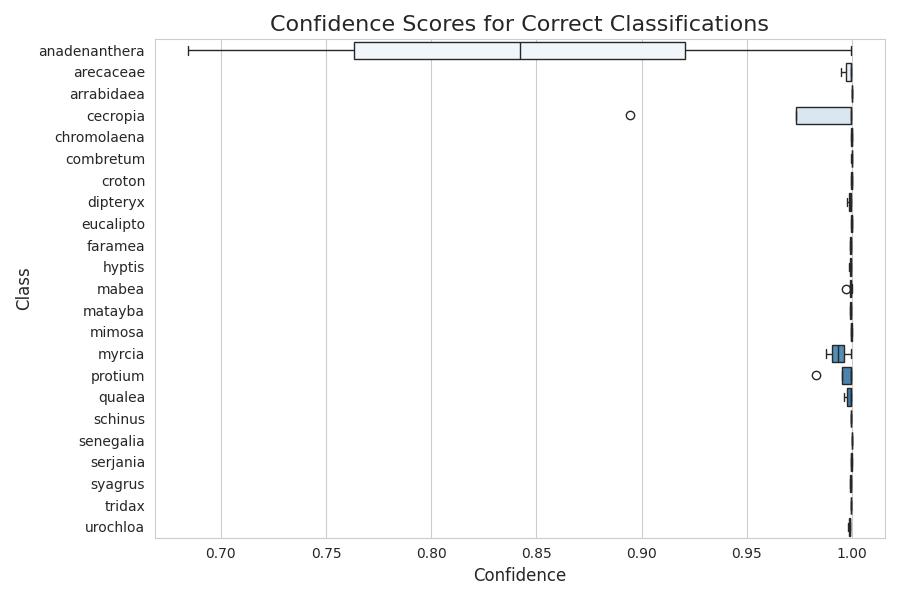 Confidence Scores for Correct Classifications
anadenanthera
arecaceae
arrabidaea
cecropia
chromolaena
combretum
croton
dipteryx
eucalipto
faramea
hyptis
mabea
matayba
mimosa
myrcia
protium
qualea
schinus
senegalia
serjania
syagrus
tridax
urochloa
Class
0.70 0.75 0.80 0.85 0.90 0.95 1.00
Confidence